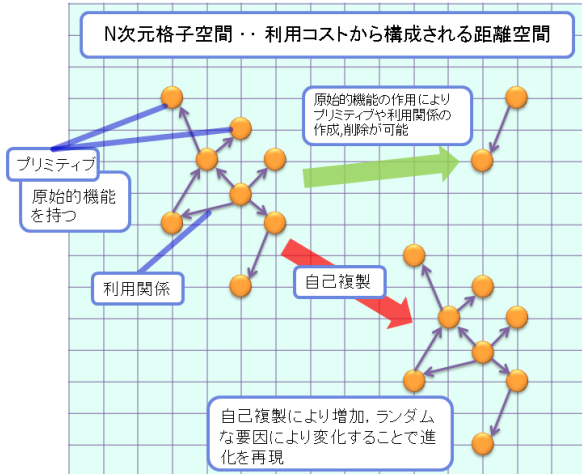 N次元格子空間‥利用コストから構成される距離空間
原始的機能の作用により
プリミティブや利用関係の
作成,削除が可能
プリミティブ
原始的機能
を持つ
利用関係
自己複製
自己複製により増加,ランダム
な要因により変化することで進
化を再現